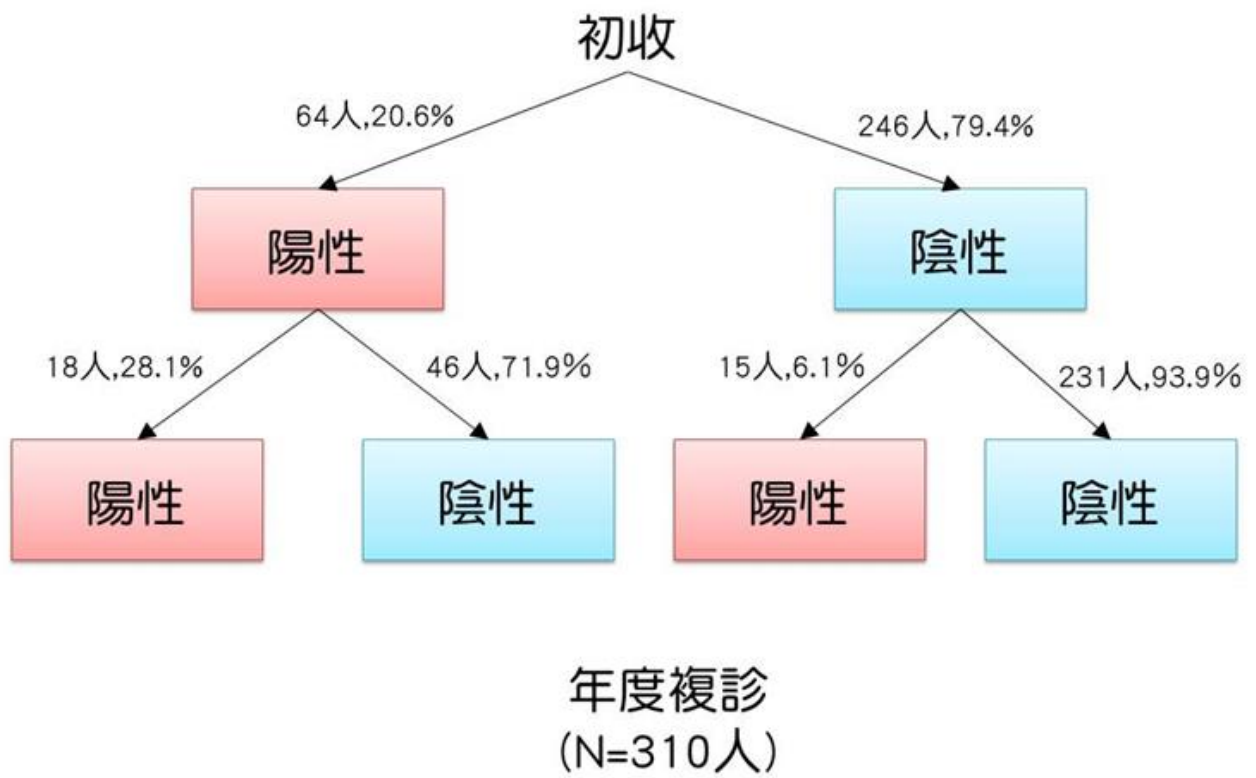 初收
64人,20.6%
246人,79.4%
陽性
陰性
18人,28.1%
46人,71.9%
15人,6.1%
231人,93.9%
陽性
陰性
陽性
陰性
年度複診
(N=310人)